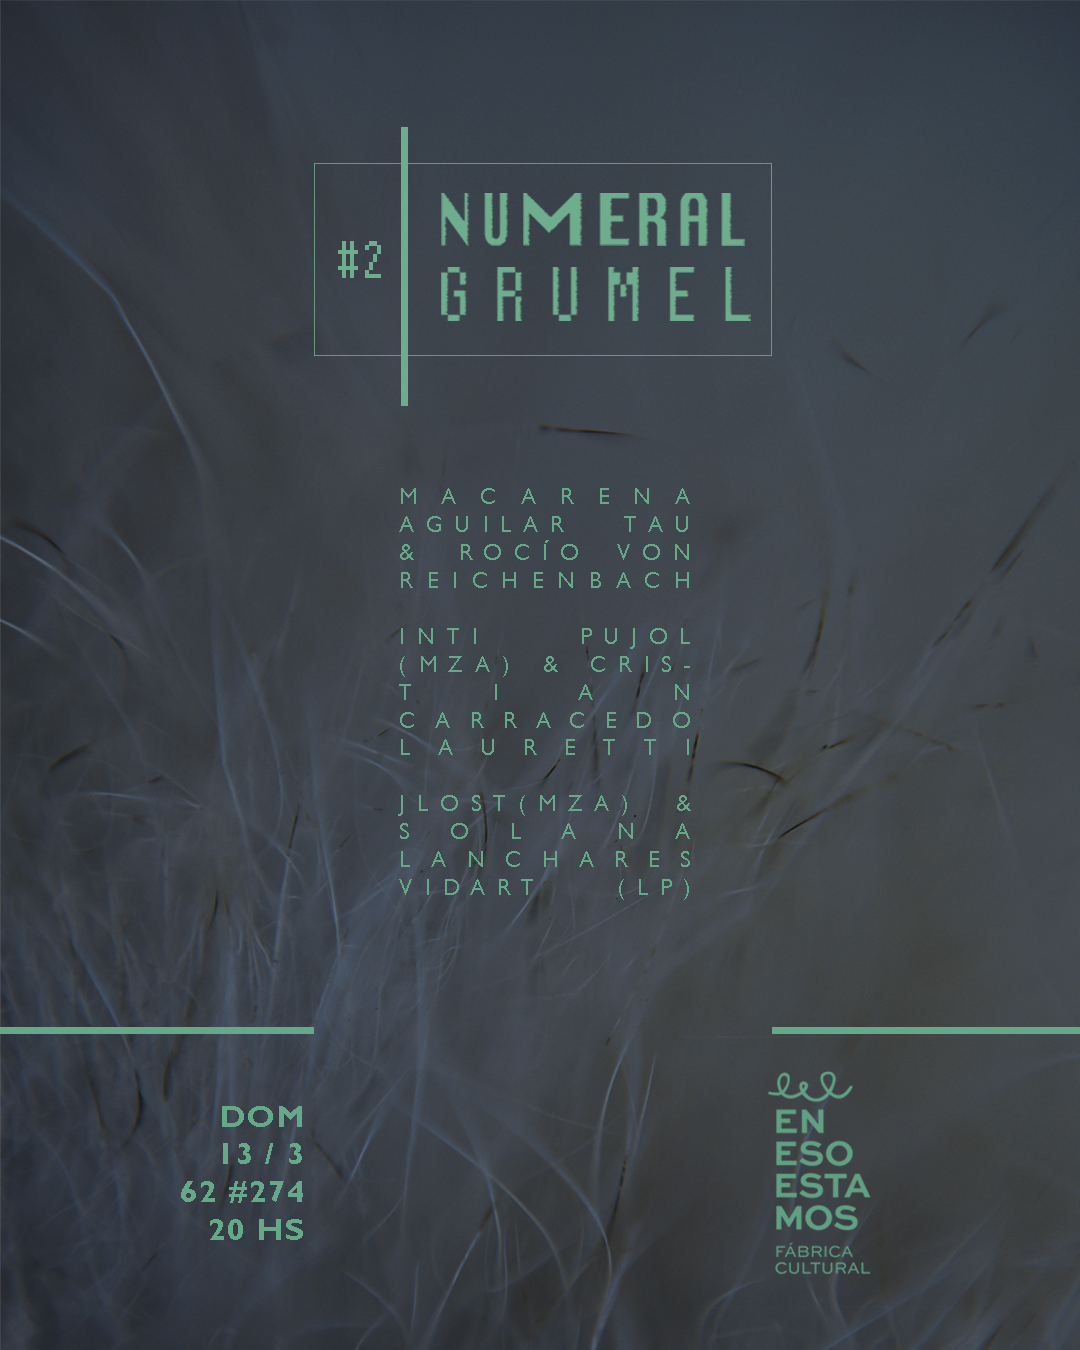 #2
NUMERAL
GRUMEL
MACARENA
AGUILAR TAU
& ROCÍO VON
REICHENBACH
INTI PUJOL
(MZA) & CRIS-
TIAN
CARRACEDO
LAURETTI
JLOST(MZA) &
SOLANA
LANCHARES
VIDART (LP)
DOM
13 / 3
62 #274
20 HS
EN
ESO
ESTA
MOS
FÁBRICA
CULTURAL